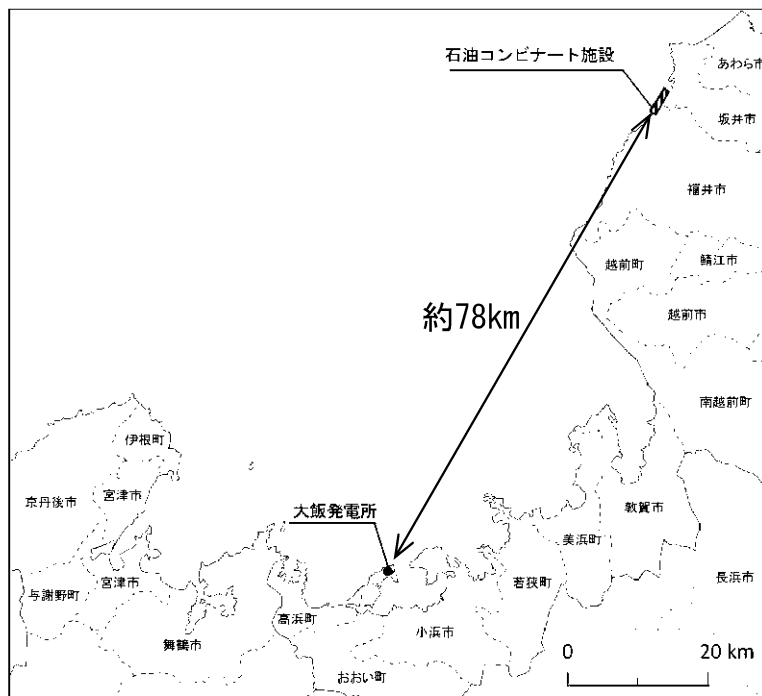 石油コンビナート施設
あわら市
坂井市
福井市
越前町
鯖江市
約78km
越前市
南越前町
伊根町
京丹後市
宮津市
大飯発電所
敦賀市
美浜町
長浜市
与謝野町
宮津市
若狭町
高浜町
小浜市
舞鶴市
おおい町
0
20 km